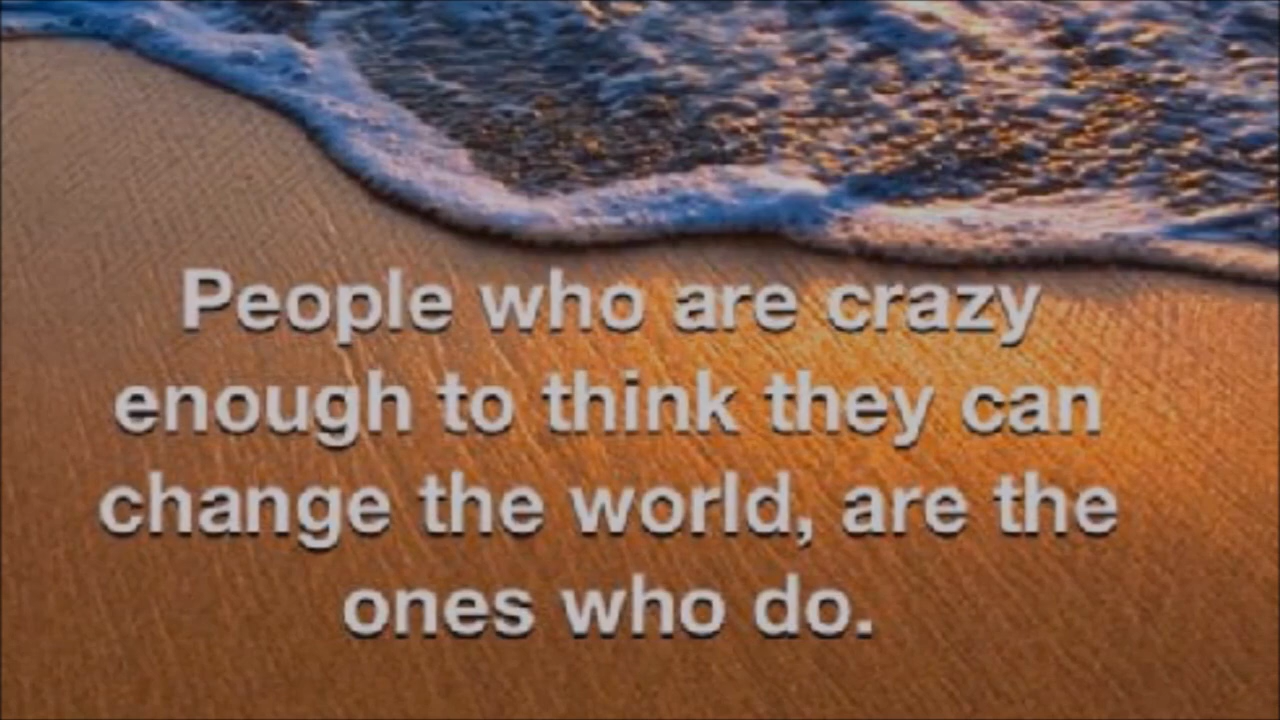 People who are crazy
enough to think they can
change the world, are the
ones who do.